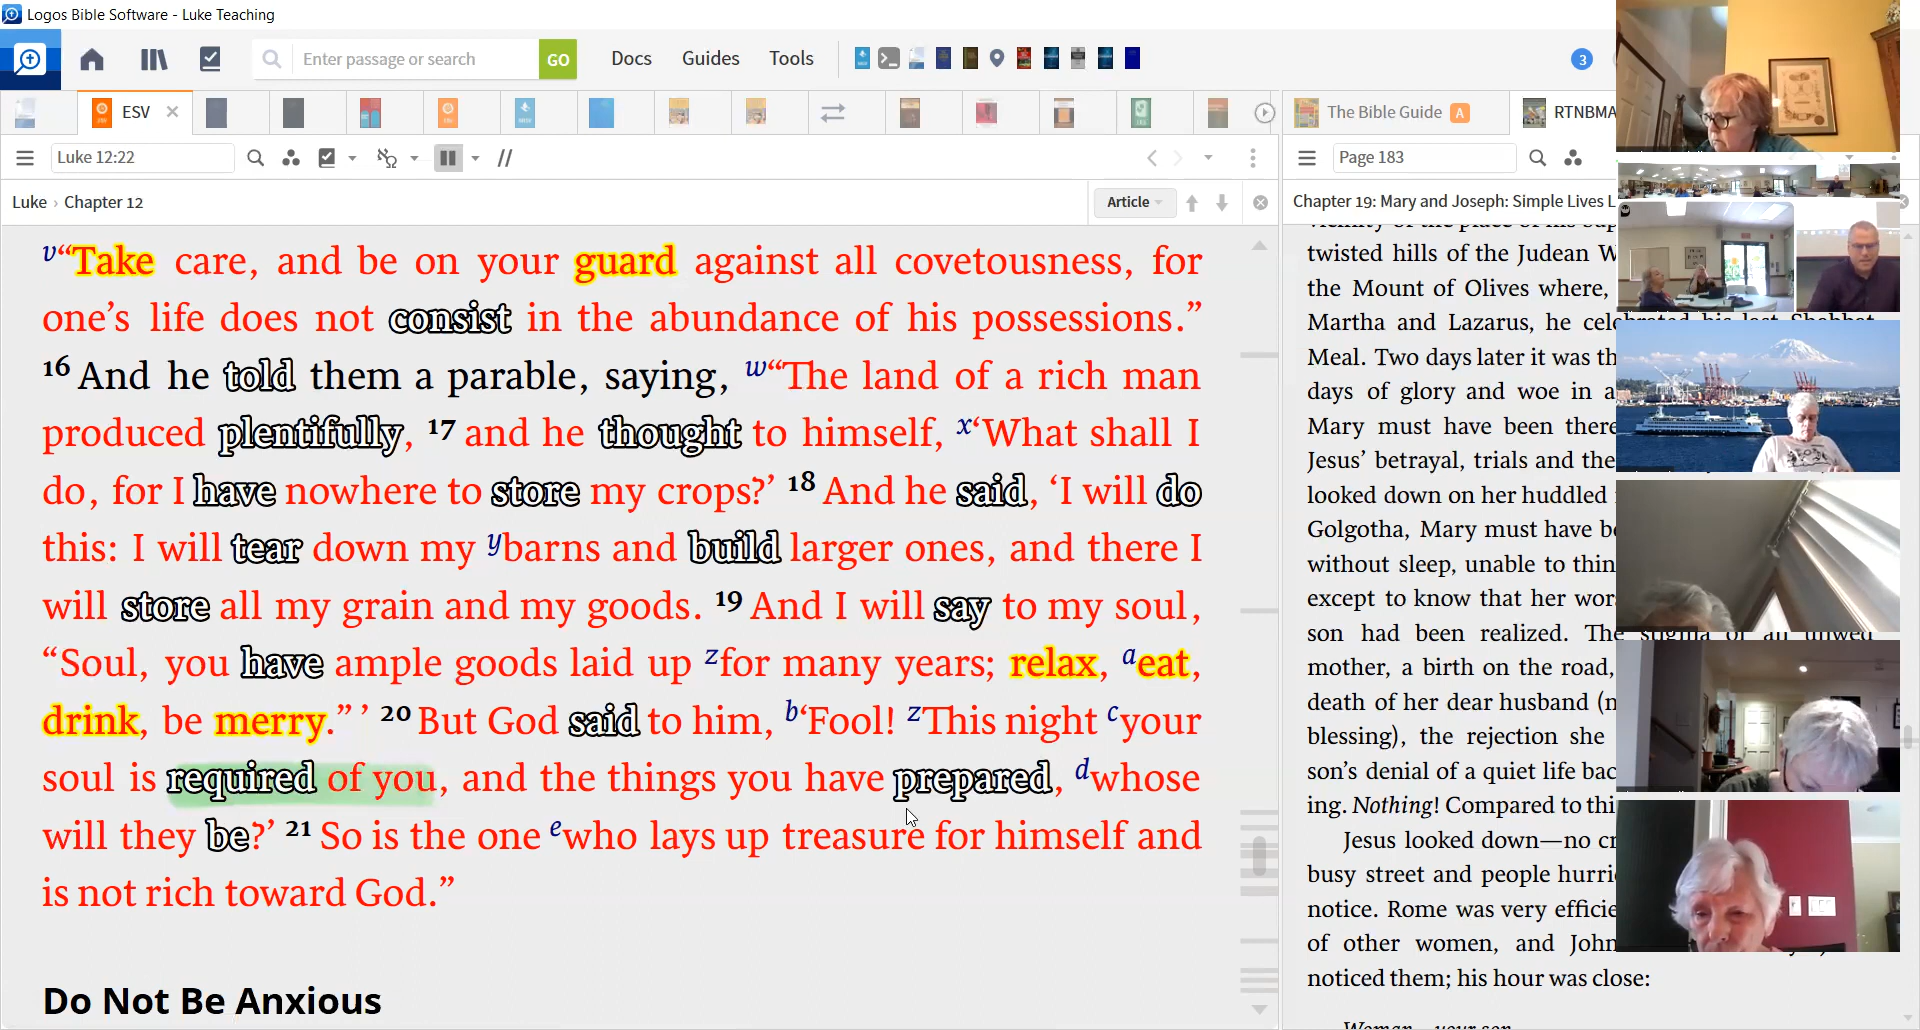 Logos Bible Software - Luke Teaching
Enter passage or search
GO
Docs
Guides
Tools
3
ESV
The Bible Guide A
RTNBMA
Luke 12:22
Page 183
Luke › Chapter 12
Article
Chapter 19: Mary and Joseph: Simple Lives L
v“Take care, and be on your guard against all covetousness, for
one’s life does not consist in the abundance of his possessions.”
16 And he told them a parable, saying, w“The land of a rich man
produced plentifully, 17 and he thought to himself, x‘What shall I
do, for I have nowhere to store my crops?’ 18 And he said, ‘I will do
this: I will tear down my ybarns and build larger ones, and there I
will store all my grain and my goods. 19 And I will say to my soul,
“Soul, you have ample goods laid up zfor many years; relax, aeat,
drink, be merry.” ’ 20 But God said to him, b‘Fool! zThis night cyour
soul is required of you, and the things you have prepared, dwhose
will they be?’ 21 So is the one ewho lays up treasure for himself and
is not rich toward God.”
Do Not Be Anxious
twisted hills of the Judean W
the Mount of Olives where,
Martha and Lazarus, he celebrated his last Shabbat
Meal. Two days later it was th
days of glory and woe in a
Mary must have been there
Jesus’ betrayal, trials and the
looked down on her huddled
Golgotha, Mary must have be
without sleep, unable to thin
except to know that her wor
son had been realized. The stigma of an unwed
mother, a birth on the road,
death of her dear husband (n
blessing), the rejection she
son’s denial of a quiet life bac
ing. Nothing! Compared to thi
Jesus looked down—no cr
busy street and people hurri
notice. Rome was very efficie
of other women, and John
noticed them; his hour was close:
Woman, your son